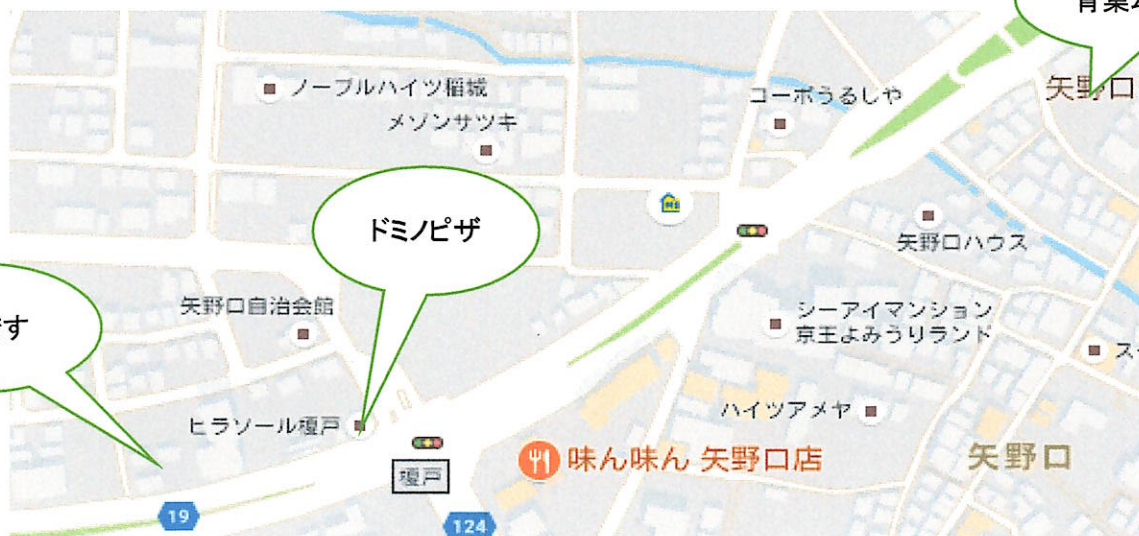 ノーブルハイツ稲城
メゾンサツキ
コーポうるしや
矢野口
ドミノピザ
矢野口ハウス
矢野口自治会館
シーアイマンション
京王よみうりランド
す
ヒラソール榎戸
ハイツアメヤ
味ん味ん 矢野口店
矢野口
榎戸
19
124